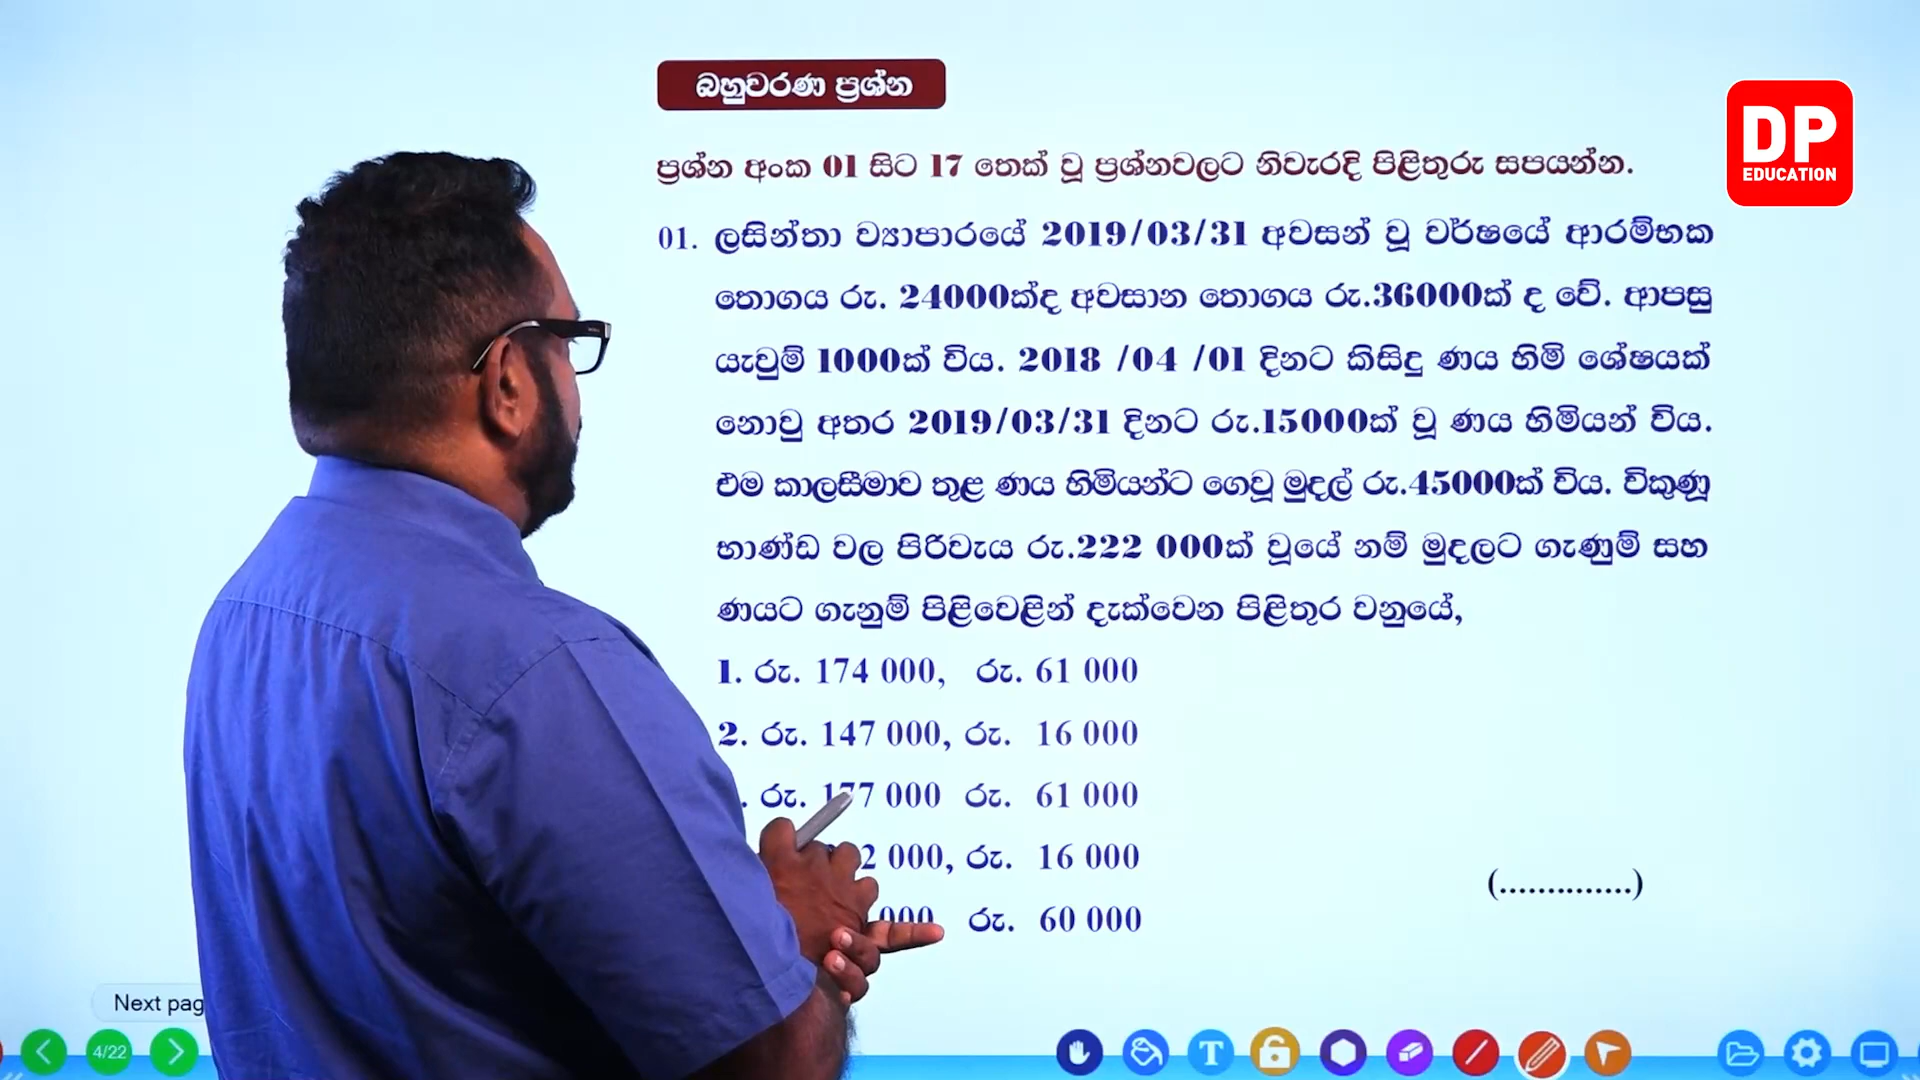 බහුවරණ ප්‍රශ්න
DP
EDUCATION
ප්‍රශ්න අංක 01 සිට 17 තෙක් වූ ප්‍රශ්නවලට නිවැරදි පිළිතුරු සපයන්න.
01. ලසින්තා ව්‍යාපාරයේ 2019/03/31 අවසන් වූ වර්ෂයේ ආරම්භක
තොගය රු. 24000ක්ද අවසාන තොගය රු.36000ක් ද වේ. ආපසු
යැවුම් 1000ක් විය. 2018 /04 /01 දිනට කිසිදු ණය හිමි ශේෂයක්
නොවු අතර 2019/03/31 දිනට රු.15000ක් වූ ණය හිමියන් විය.
එම කාලසීමාව තුළ ණය හිමියන්ට ගෙවූ මුදල් රු.45000ක් විය. විකුණූ
භාණ්ඩ වල පිරිවැය රු.222 000ක් වූයේ නම් මුදලට ගැණුම් සහ
ණයට ගැනුම් පිළිවෙළින් දැක්වෙන පිළිතුර වනුයේ,
1. රු. 174 000, රු. 61 000
2. රු. 147 000, රු. 16 000
. රු. 177 000 රු. 61 000
2 000, රු. 16 000
(..............)
000 රු. 60 000
Next pag
4/22
T